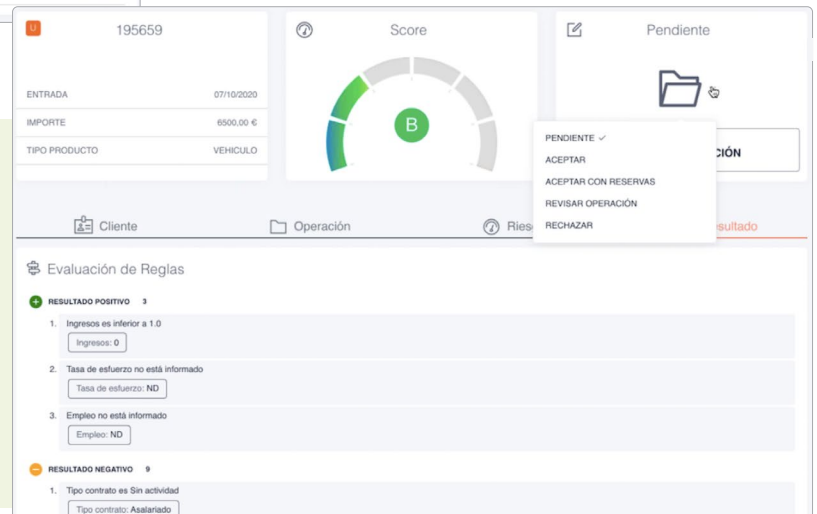 U 195659
Score
Pendiente
ENTRADA 07/10/2020
IMPORTE 6500,00 €
TIPO PRODUCTO VEHICULO
B
PENDIENTE ✓
ACEPTAR
ACEPTAR CON RESERVAS
REVISAR OPERACIÓN
RECHAZAR
CIÓN
Cliente
Operación
Ries
esultado
Evaluación de Reglas
RESULTADO POSITIVO 3
1. Ingresos es inferior a 1.0
Ingresos: 0
2. Tasa de esfuerzo no está informado
Tasa de esfuerzo: ND
3. Empleo no está informado
Empleo: ND
RESULTADO NEGATIVO 9
1. Tipo contrato es Sin actividad
Tipo contrato: Asalariado